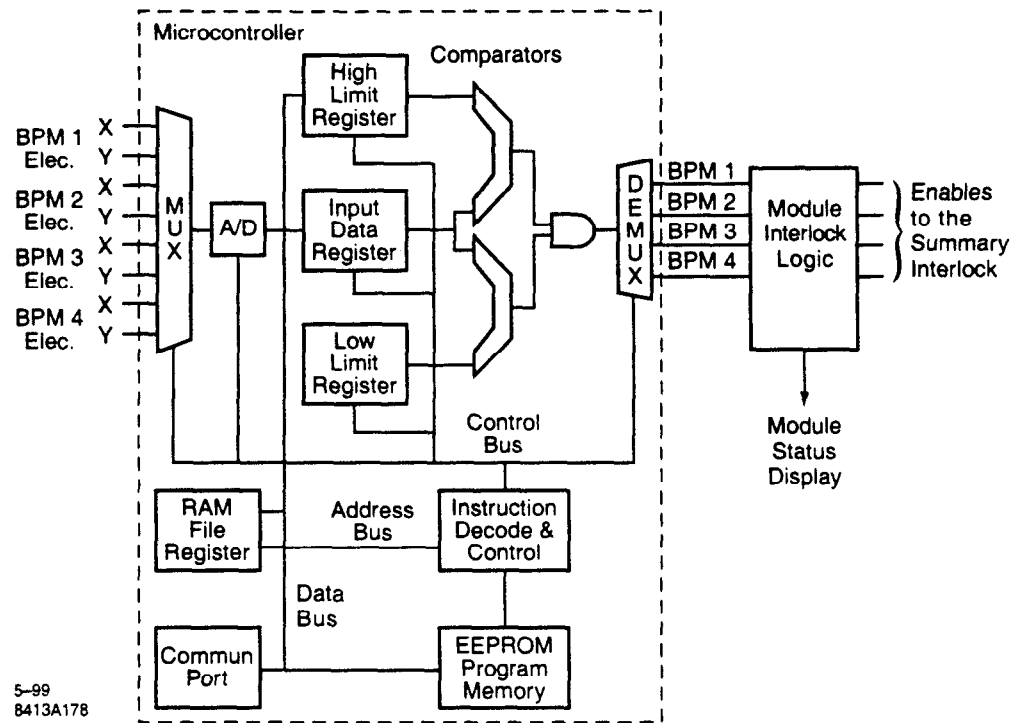 Microcontroller
Comparators
High
Limit
Register
BPM 1
Elec.
X
Y
BPM 2
Elec.
X
Y
BPM 3
Elec.
X
Y
BPM 4
Elec.
X
Y
MUX
A/D
Input
Data
Register
Low
Limit
Register
DEMUX
BPM 1
BPM 2
BPM 3
BPM 4
Module
Interlock
Logic
Enables
to the
Summary
Interlock
Module
Status
Display
Control
Bus
RAM
File
Register
Address
Bus
Instruction
Decode &
Control
Data
Bus
Commun
Port
EEPROM
Program
Memory
5–99
8413A178